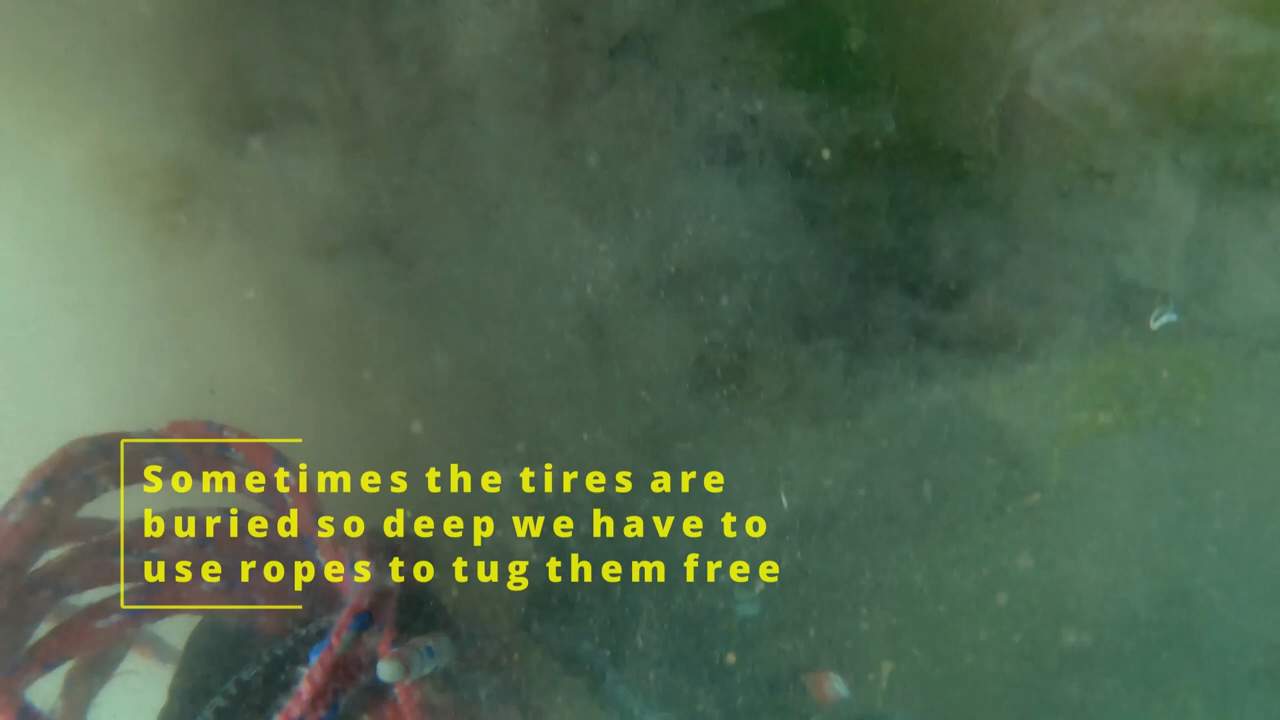 Sometimes the tires are
buried so deep we have to
use ropes to tug them free